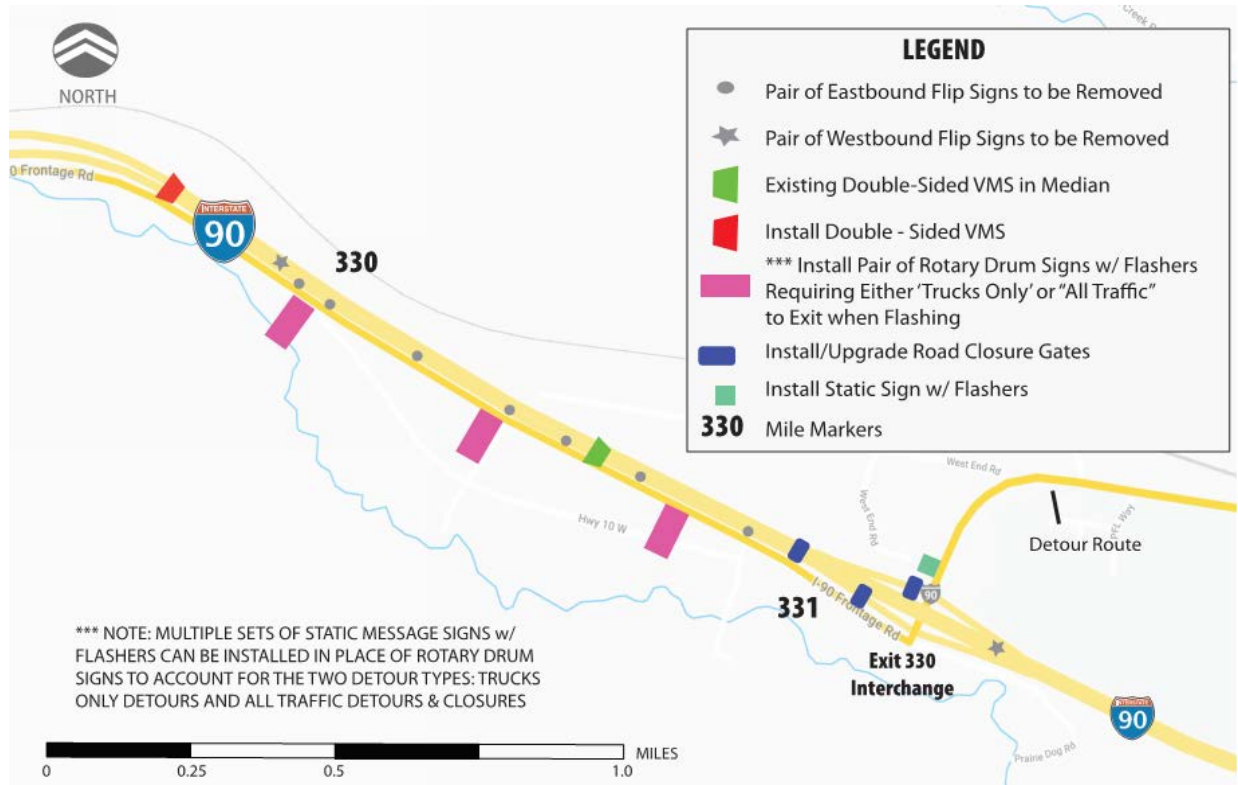 Creek R
NORTH
LEGEND
Pair of Eastbound Flip Signs to be Removed
Pair of Westbound Flip Signs to be Removed
Existing Double-Sided VMS in Median
Install Double - Sided VMS
*** Install Pair of Rotary Drum Signs w/ Flashers
Requiring Either ‘Trucks Only’ or “All Traffic”
to Exit when Flashing
Install/Upgrade Road Closure Gates
Install Static Sign w/ Flashers
330 Mile Markers
0 Frontage Rd
INTERSTATE
90
330
West End Rd
West End Rd
PFL Way
Hwy 10 W
Detour Route
90
331
I-90 Frontage Rd
Exit 330
Interchange
*** NOTE: MULTIPLE SETS OF STATIC MESSAGE SIGNS w/
FLASHERS CAN BE INSTALLED IN PLACE OF ROTARY DRUM
SIGNS TO ACCOUNT FOR THE TWO DETOUR TYPES: TRUCKS
ONLY DETOURS AND ALL TRAFFIC DETOURS & CLOSURES
INTERSTATE
90
Prairie Dog Rd
MILES
0 0.25 0.5 1.0